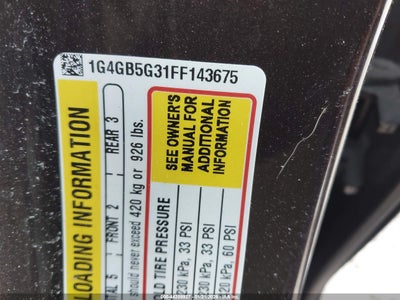 1G4GB5G31FF143675
LOADING INFORMATION
TAL 5 | FRONT 2 | REAR 3
should never exceed 420 kg or 926 lbs.
LD TIRE PRESSURE
230 kPa, 33 PSI
230 kPa, 33 PSI
420 kPa, 60 PSI
SEE OWNER'S
MANUAL FOR
ADDITIONAL
INFORMATION